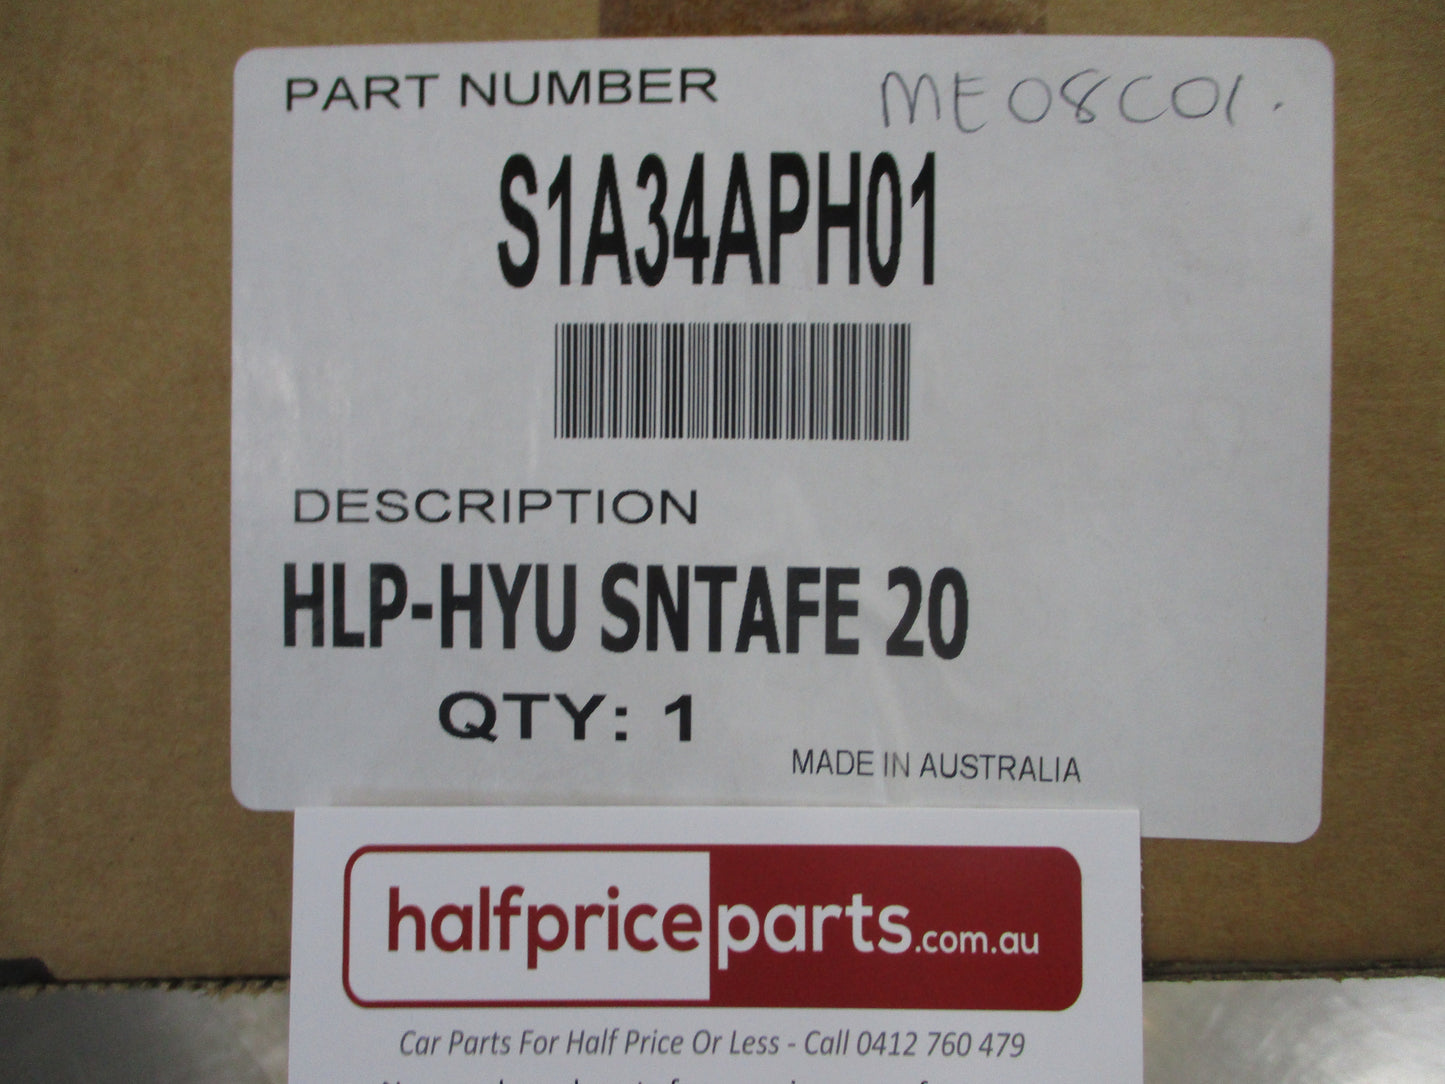 PART NUMBER
ME08C01.
S1A34APH01
DESCRIPTION
HLP-HYU SNTAFE 20
QTY: 1
MADE IN AUSTRALIA
halfpriceparts.com.au
Car Parts For Half Price Or Less - Call 0412 760 479